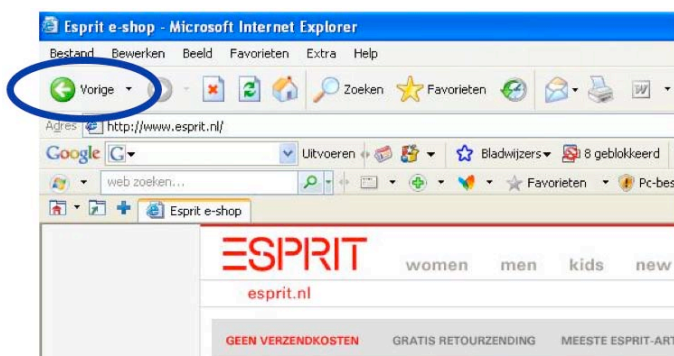 Esprit e-shop - Microsoft Internet Explorer
Bestand Bewerken Beeld Favorieten Extra Help
Vorige Zoeken Favorieten W
Adres http://www.esprit.nl/
Google G Uitvoeren Bladwijzers 8 geblokkeerd
web zoeken... Favorieten Pc-bes
Esprit e-shop
ESPRIT women men kids new
esprit.nl
GEEN VERZENDKOSTEN GRATIS RETOURZENDING MEESTE ESPRIT-ART